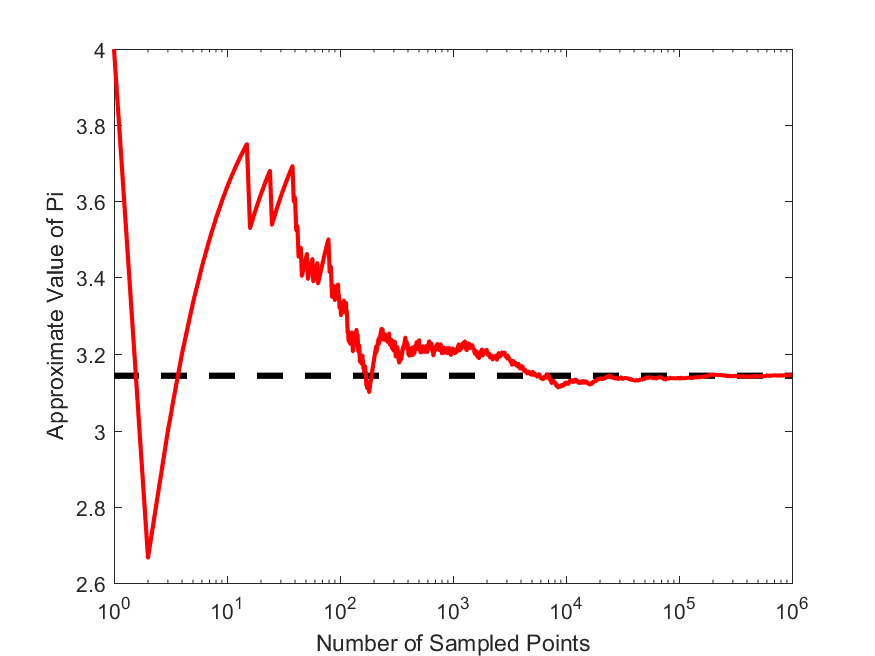 4
3.8
3.6
3.4
3.2
3
2.8
2.6
10^0 10^1 10^2 10^3 10^4 10^5 10^6
Approximate Value of Pi
Number of Sampled Points